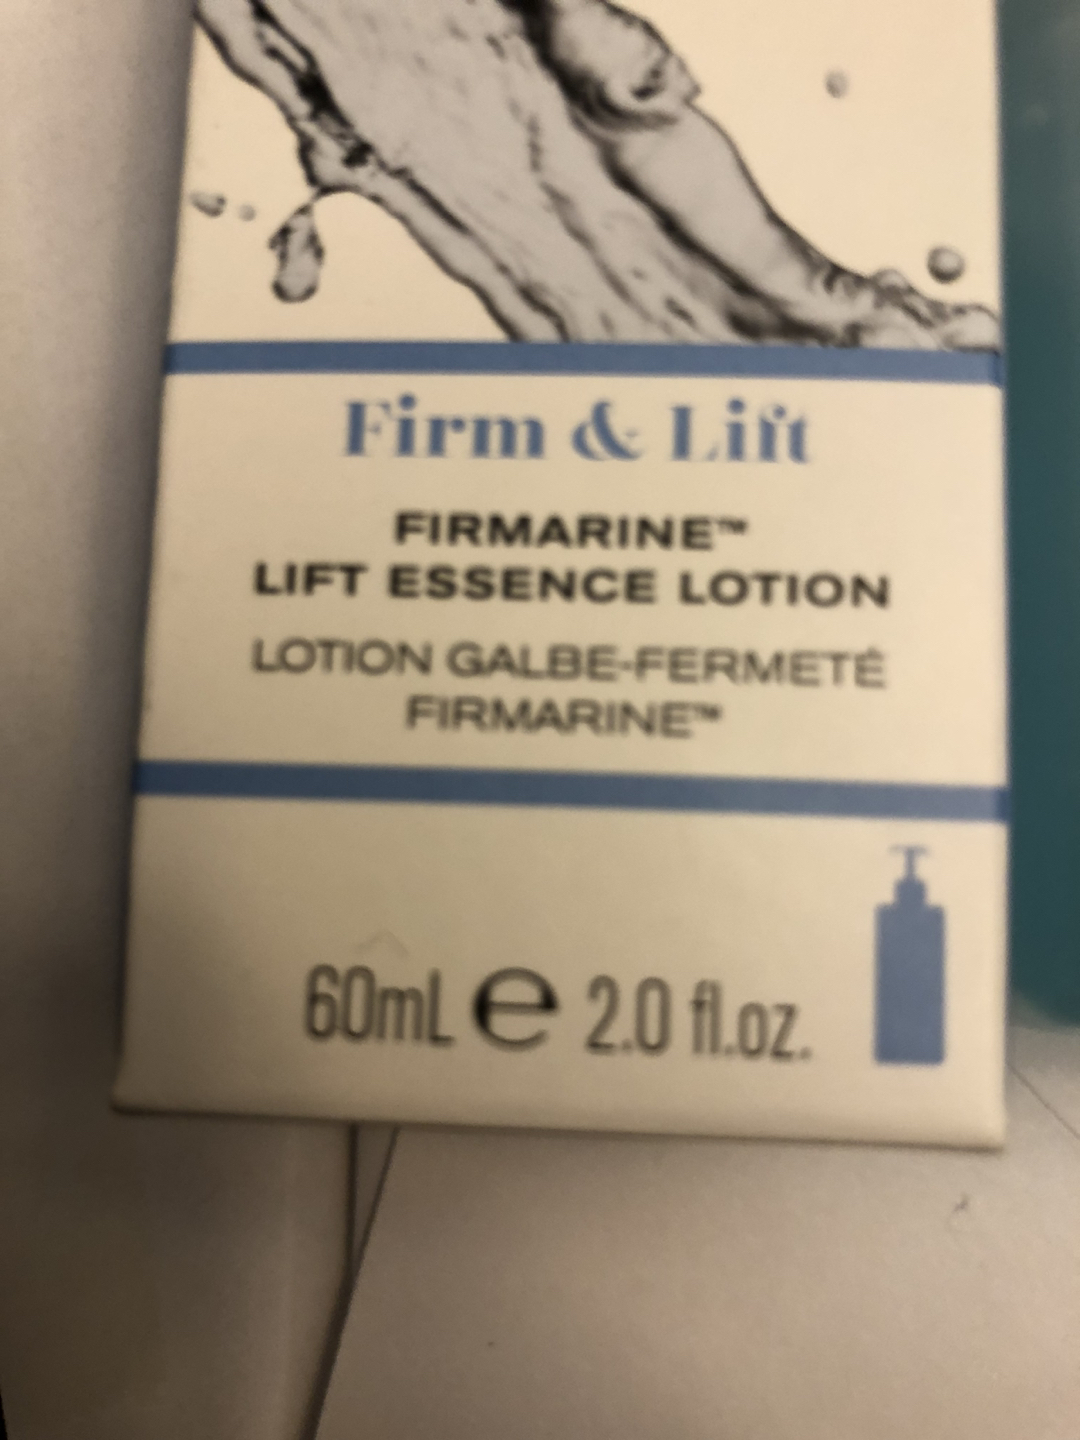 Firm & Lift
FIRMARINE™
LIFT ESSENCE LOTION
LOTION GALBE-FERMETÉ
FIRMARINE™
60mL e 2.0 fl.oz.